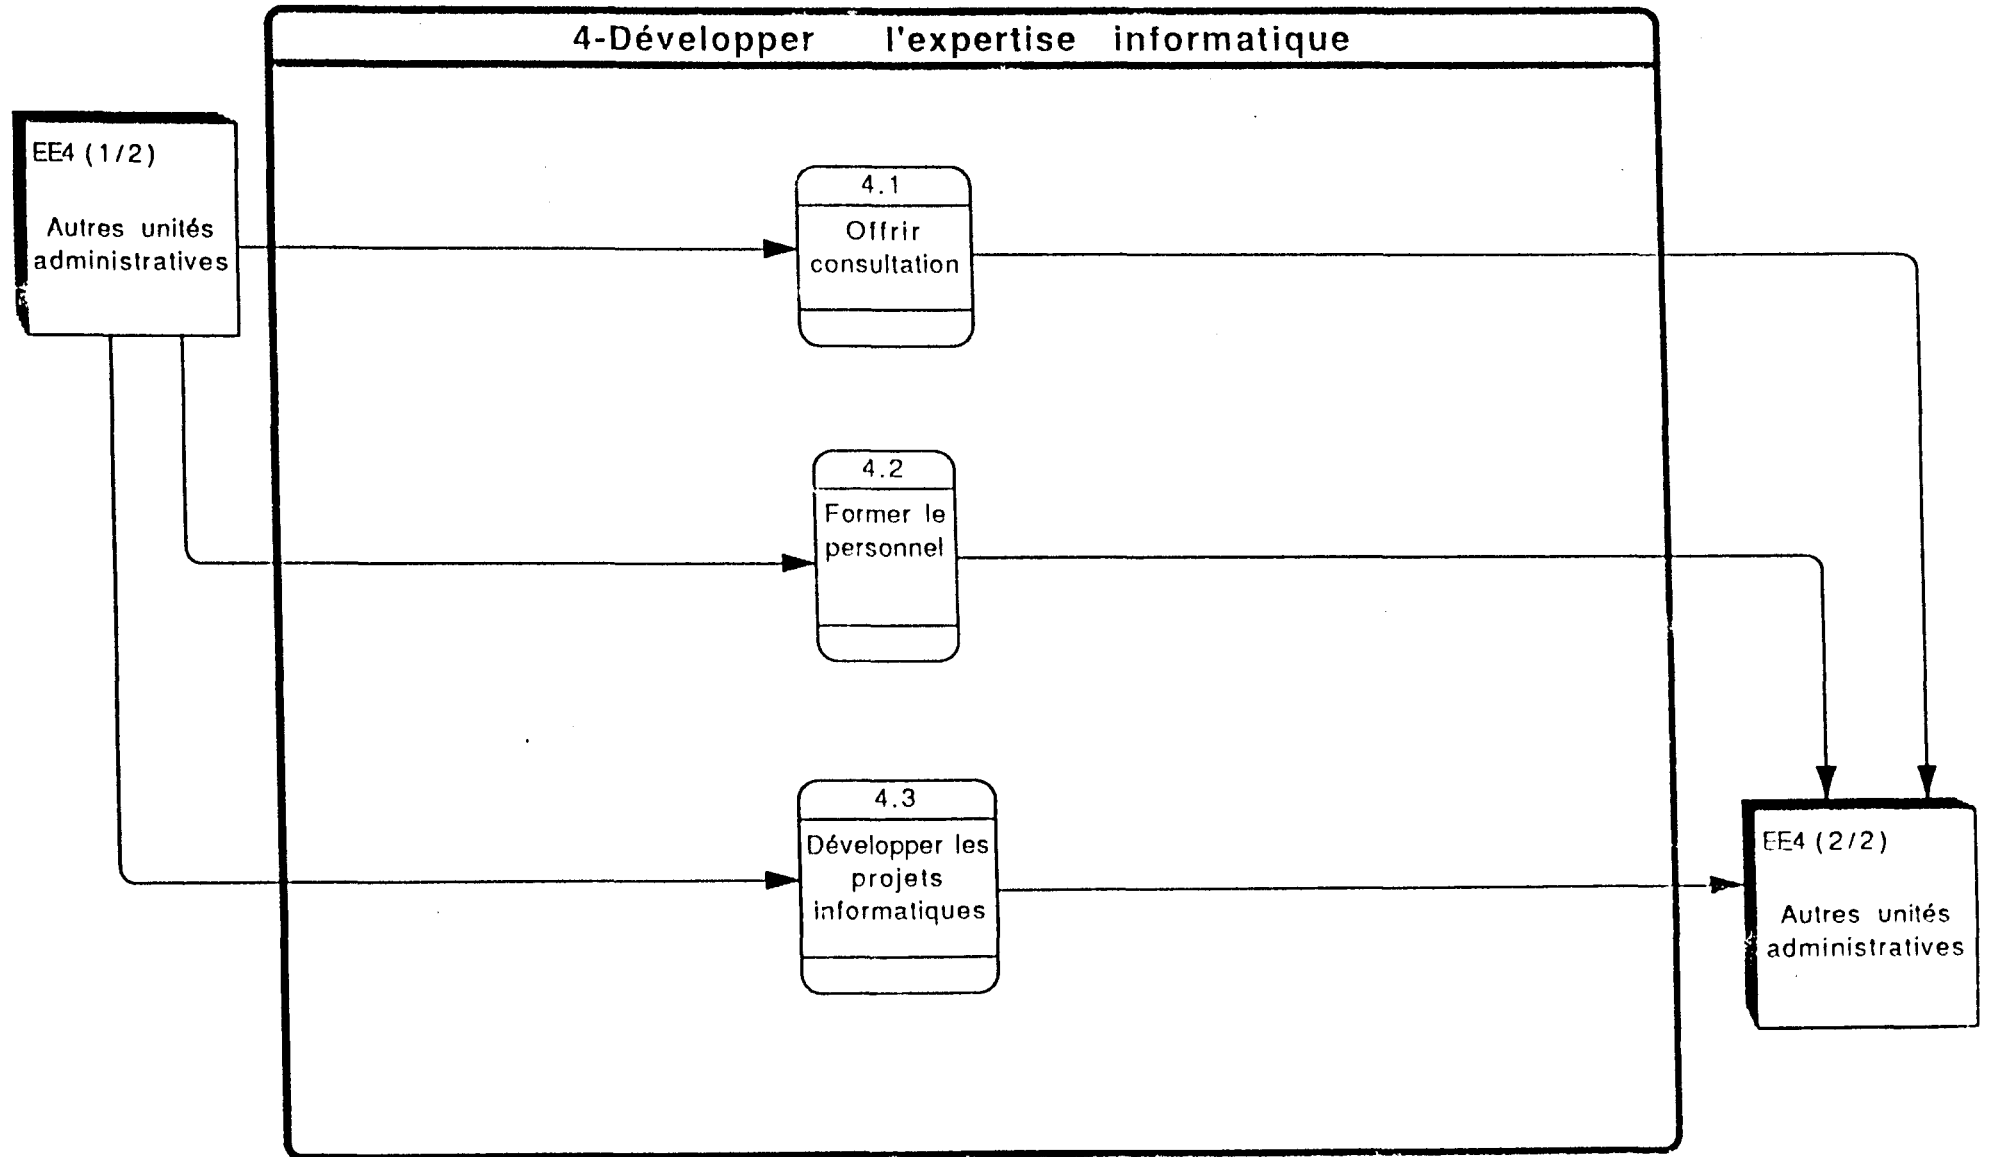 4-Développer l'expertise informatique
EE4 (1/2)
Autres unités
administratives
4.1
Offrir
consultation
4.2
Former le
personnel
4.3
Développer les
projets
informatiques
EE4 (2/2)
Autres unités
administratives